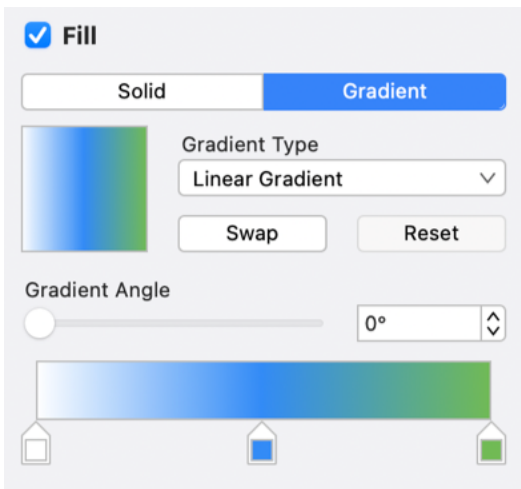 Fill
Solid Gradient
Gradient Type
Linear Gradient
Swap Reset
Gradient Angle
0°